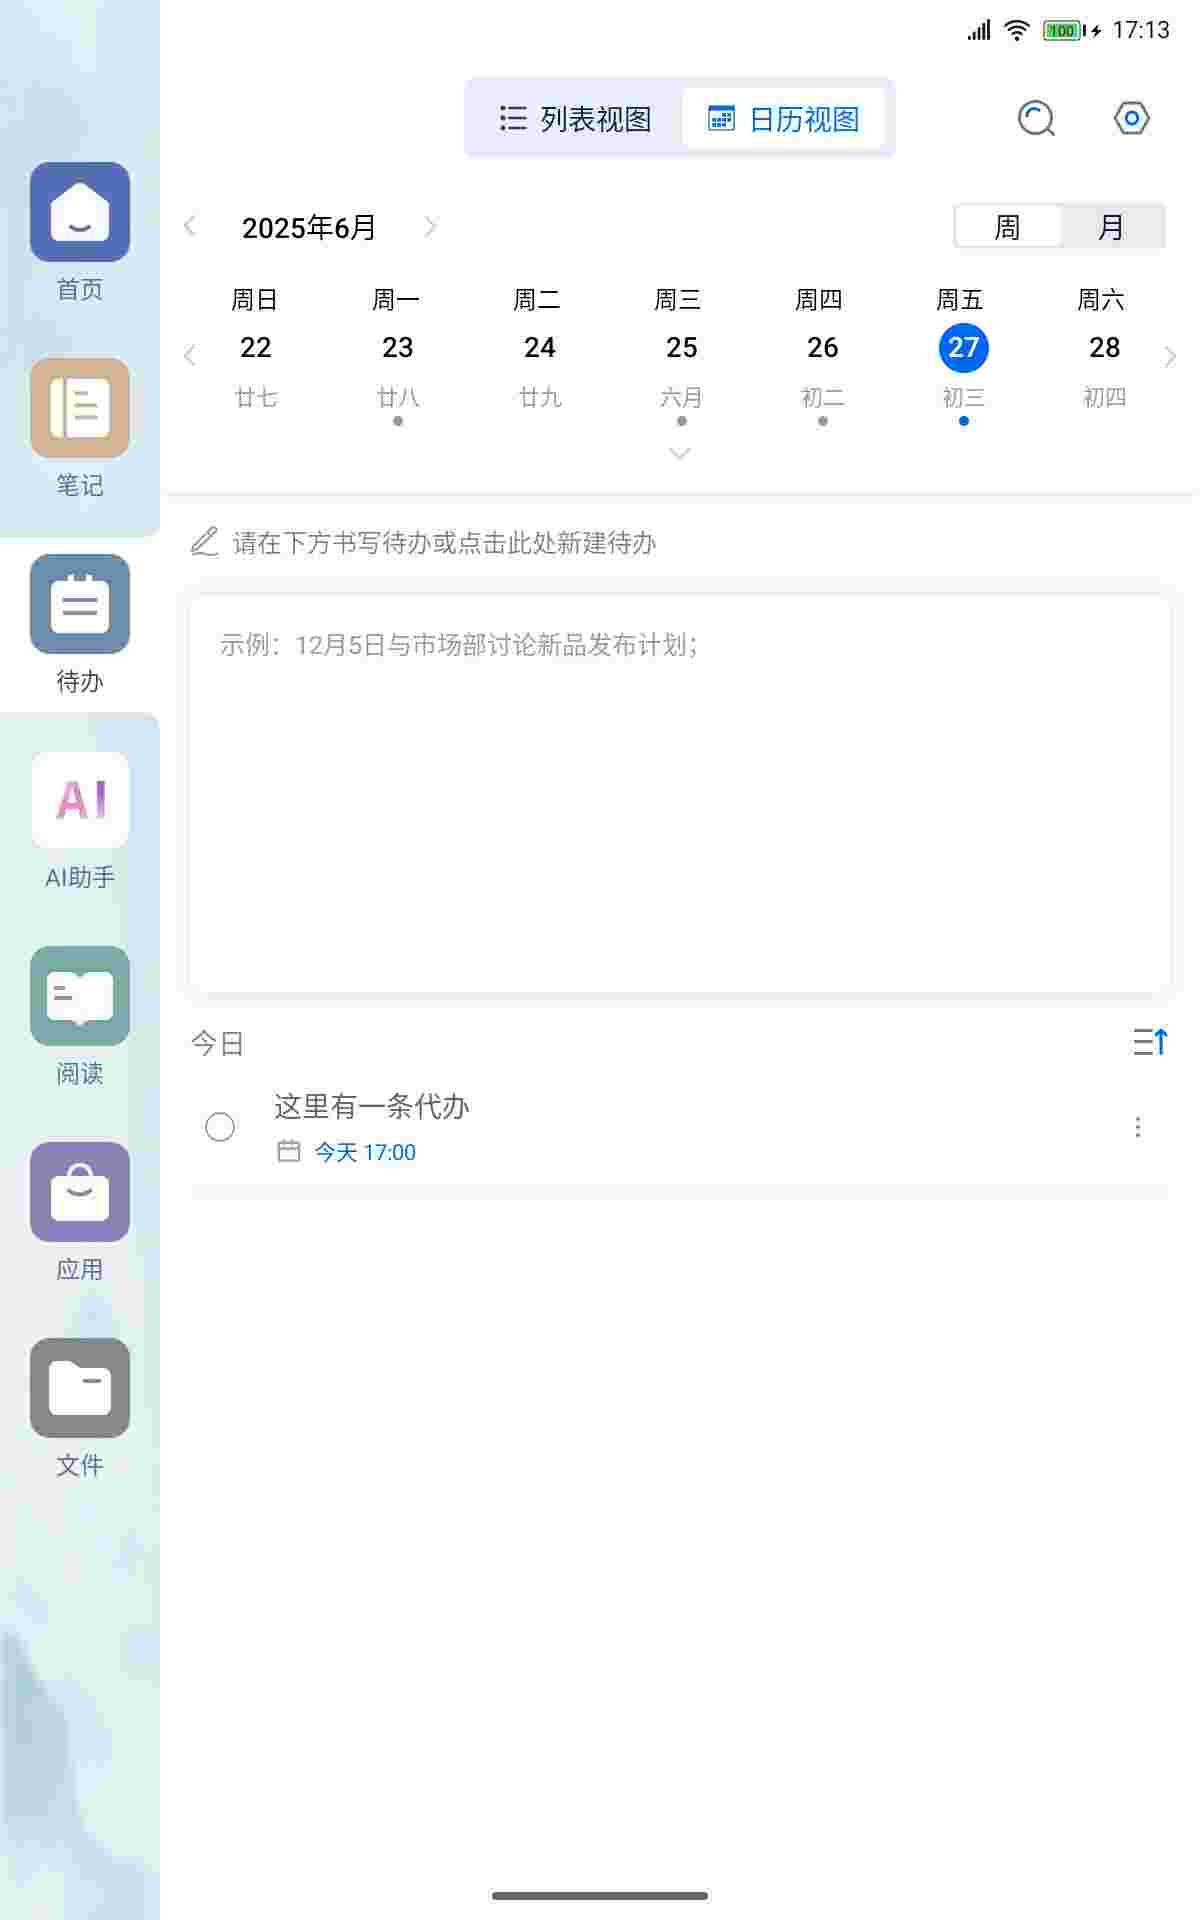 100 17:13
列表视图 日历视图
2025年6月
周 月
周日 周一 周二 周三 周四 周五 周六
22 23 24 25 26 27 28
廿七 廿八 廿九 六月 初二 初三 初四
请在下方书写待办或点击此处新建待办
示例：12月5日与市场部讨论新品发布计划；
今日
这里有一条代办
今天 17:00
首页
笔记
待办
AI
AI助手
阅读
应用
文件